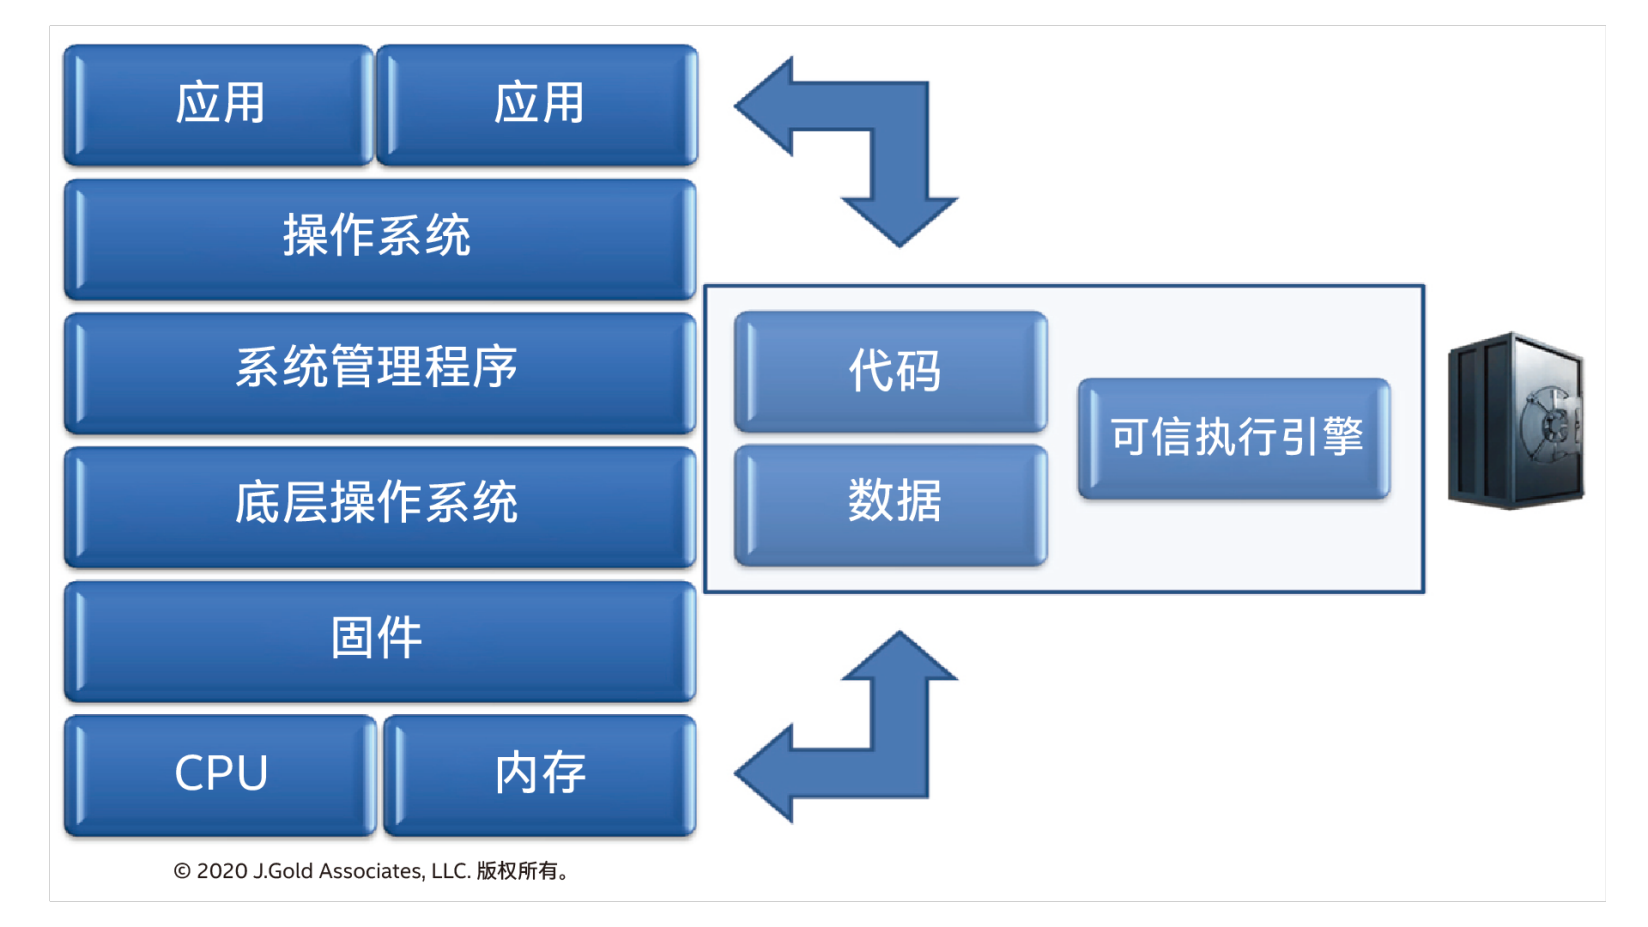 应用
应用
操作系统
系统管理程序
底层操作系统
固件
CPU
内存
代码
数据
可信执行引擎
© 2020 J.Gold Associates, LLC. 版权所有。